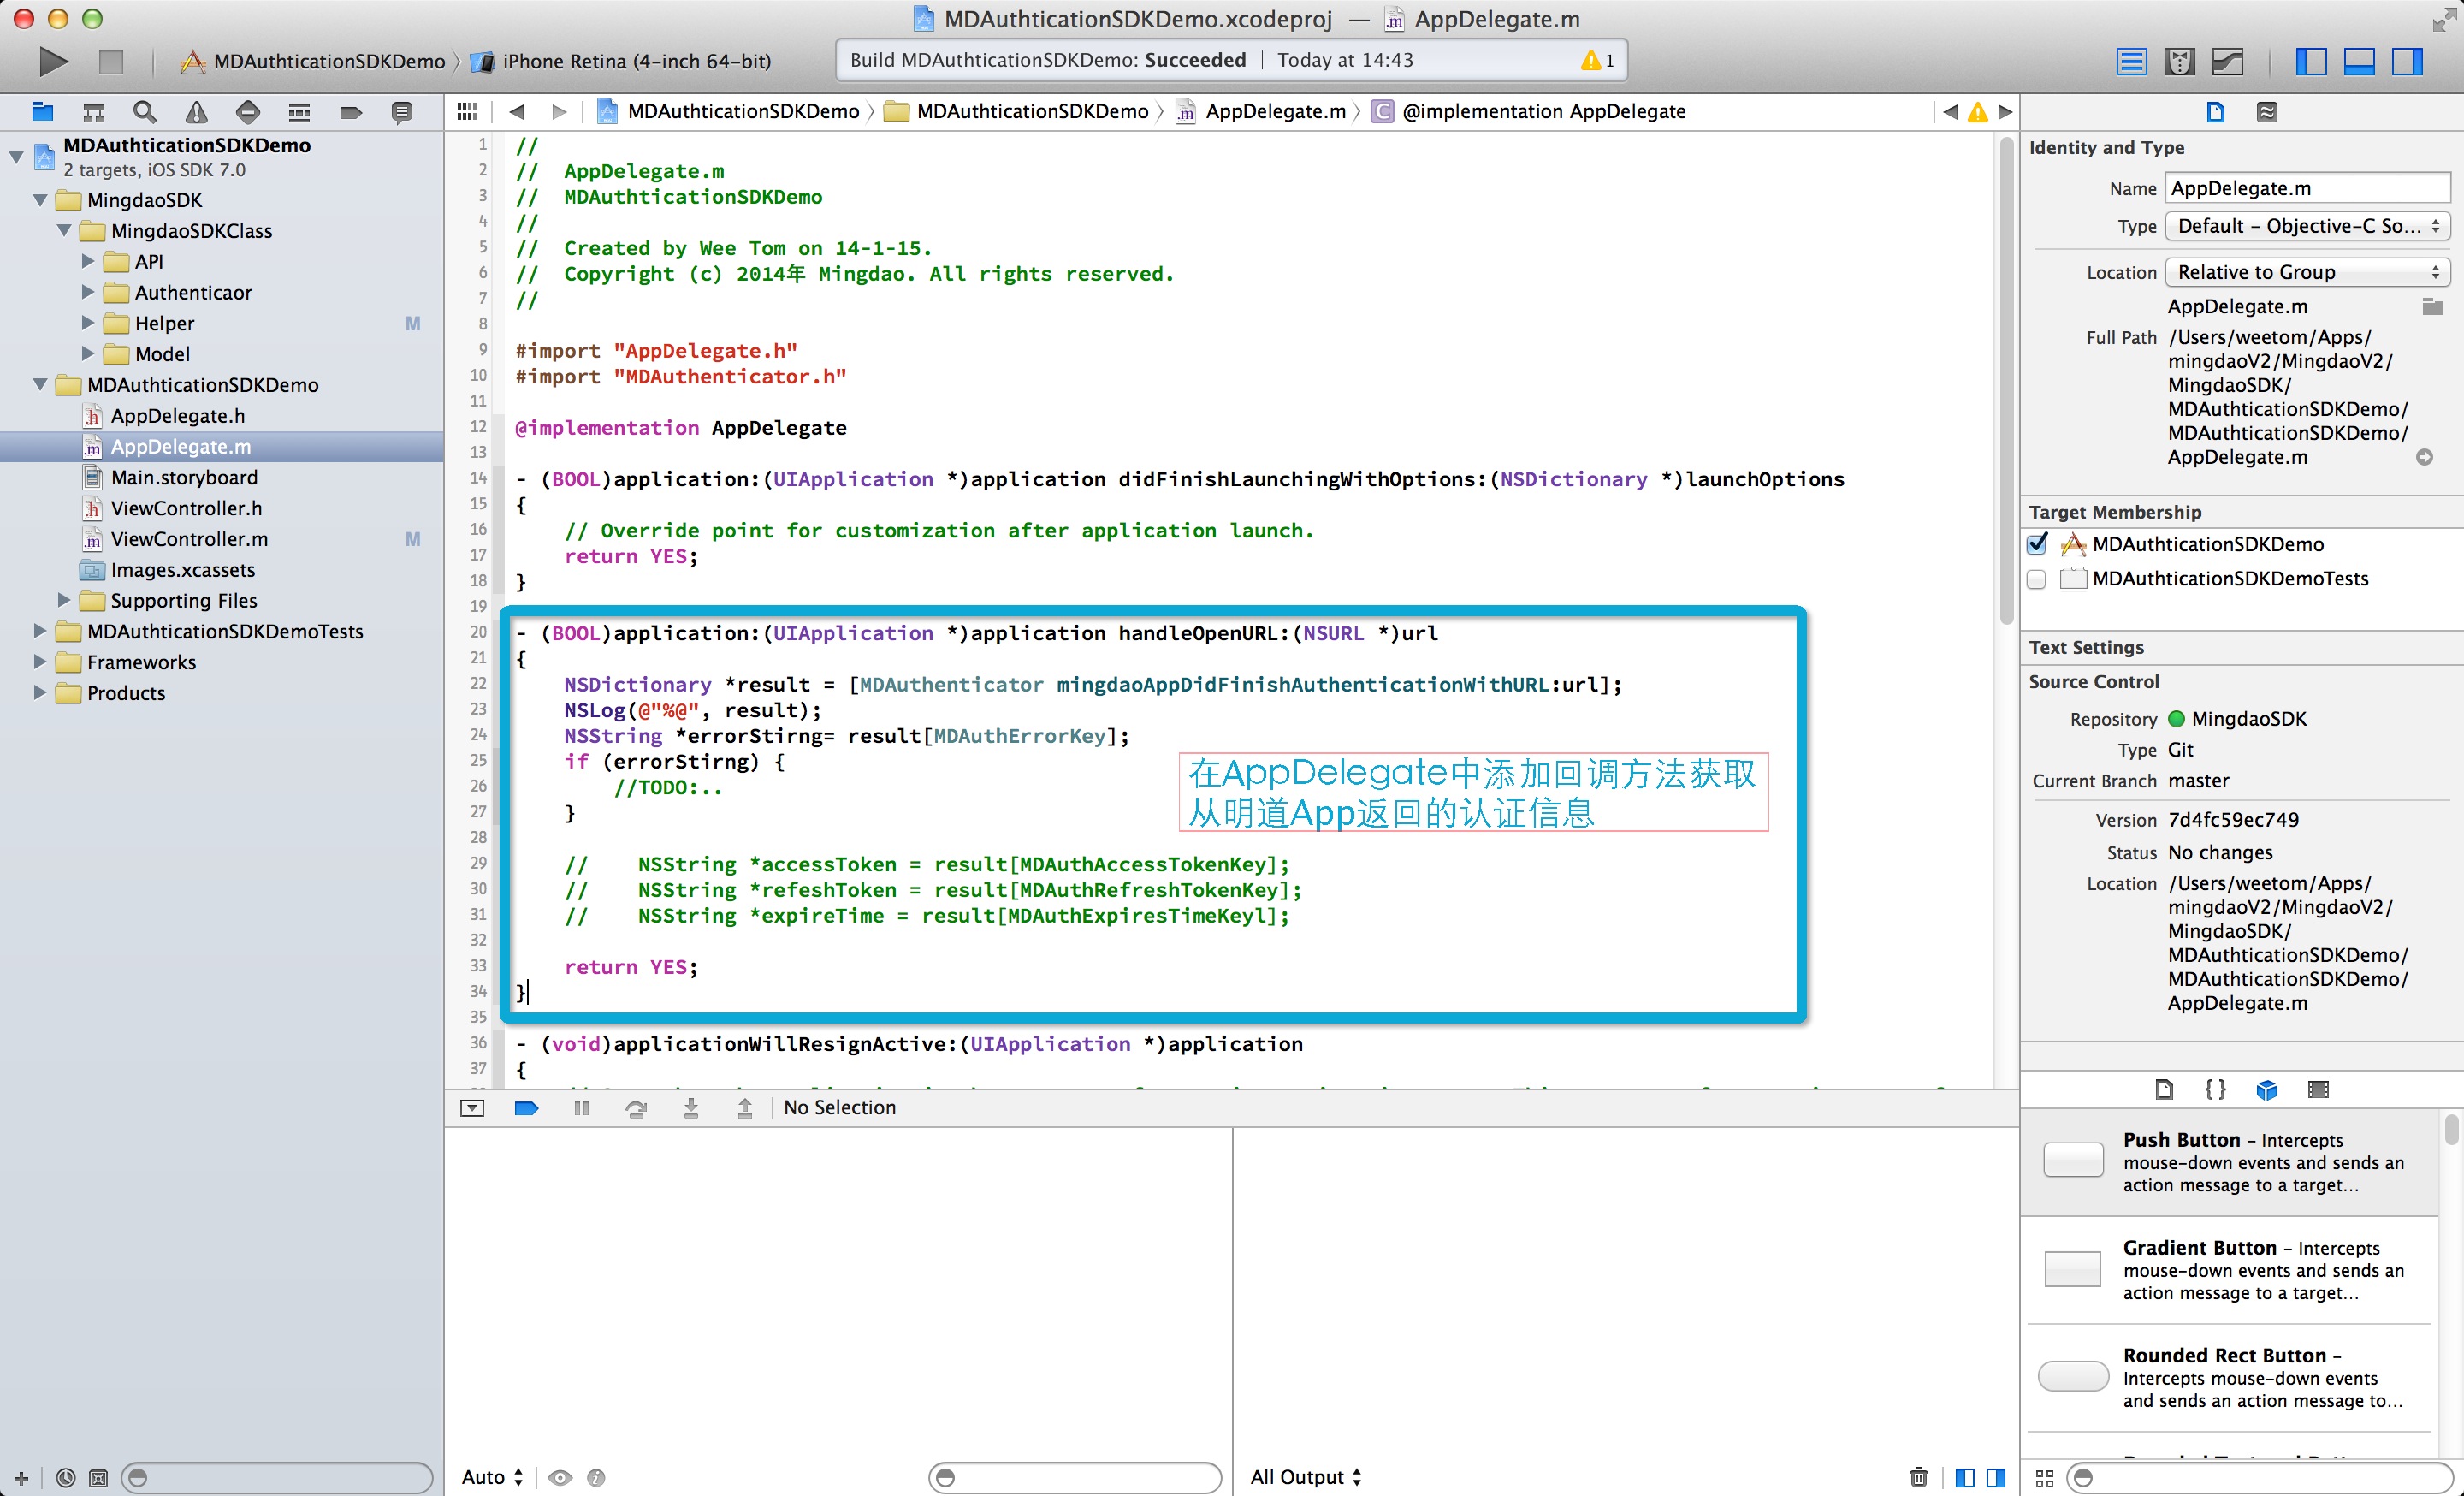 MDAuthticationSDKDemo.xcodeproj — AppDelegate.m
MDAuthticationSDKDemo
iPhone Retina (4-inch 64-bit)
Build MDAuthticationSDKDemo: Succeeded | Today at 14:43
1
MDAuthticationSDKDemo
MDAuthticationSDKDemo
AppDelegate.m
@implementation AppDelegate
MDAuthticationSDKDemo
2 targets, iOS SDK 7.0
MingdaoSDK
MingdaoSDKClass
API
Authenticaor
Helper M
Model
MDAuthticationSDKDemo
AppDelegate.h
AppDelegate.m
Main.storyboard
ViewController.h
ViewController.m M
Images.xcassets
Supporting Files
MDAuthticationSDKDemoTests
Frameworks
Products
1 //
2 //  AppDelegate.m
3 //  MDAuthticationSDKDemo
4 //
5 //  Created by Wee Tom on 14-1-15.
6 //  Copyright (c) 2014年 Mingdao. All rights reserved.
7 //
8
9 #import "AppDelegate.h"
10 #import "MDAuthenticator.h"
11
12 @implementation AppDelegate
13
14 - (BOOL)application:(UIApplication *)application didFinishLaunchingWithOptions:(NSDictionary *)launchOptions
15 {
16     // Override point for customization after application launch.
17     return YES;
18 }
19
20 - (BOOL)application:(UIApplication *)application handleOpenURL:(NSURL *)url
21 {
22     NSDictionary *result = [MDAuthenticator mingdaoAppDidFinishAuthenticationWithURL:url];
23     NSLog(@"%@", result);
24     NSString *errorStirng= result[MDAuthErrorKey];
25     if (errorStirng) {
26         //TODO:..
27     }
28
29     //    NSString *accessToken = result[MDAuthAccessTokenKey];
30     //    NSString *refeshToken = result[MDAuthRefreshTokenKey];
31     //    NSString *expireTime = result[MDAuthExpiresTimeKeyl];
32
33     return YES;
34 }
35
36 - (void)applicationWillResignActive:(UIApplication *)application
37 {
在AppDelegate中添加回调方法获取
从明道App返回的认证信息
No Selection
Auto
All Output
Identity and Type
Name AppDelegate.m
Type Default – Objective-C So...
Location Relative to Group
AppDelegate.m
Full Path /Users/weetom/Apps/
mingdaoV2/MingdaoV2/
MingdaoSDK/
MDAuthticationSDKDemo/
MDAuthticationSDKDemo/
AppDelegate.m
Target Membership
MDAuthticationSDKDemo
MDAuthticationSDKDemoTests
Text Settings
Source Control
Repository MingdaoSDK
Type Git
Current Branch master
Version 7d4fc59ec749
Status No changes
Location /Users/weetom/Apps/
mingdaoV2/MingdaoV2/
MingdaoSDK/
MDAuthticationSDKDemo/
MDAuthticationSDKDemo/
AppDelegate.m
{ }
Push Button – Intercepts
mouse-down events and sends an
action message to a target...
Gradient Button – Intercepts
mouse-down events and sends an
action message to a target...
Rounded Rect Button –
Intercepts mouse-down events
and sends an action message to...